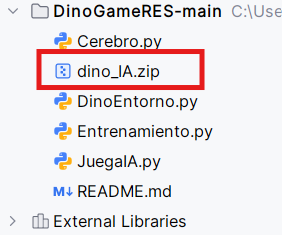 DinoGameRES-main C:\Use
Cerebro.py
dino_IA.zip
DinoEntorno.py
Entrenamiento.py
JuegaIA.py
M↓ README.md
External Libraries